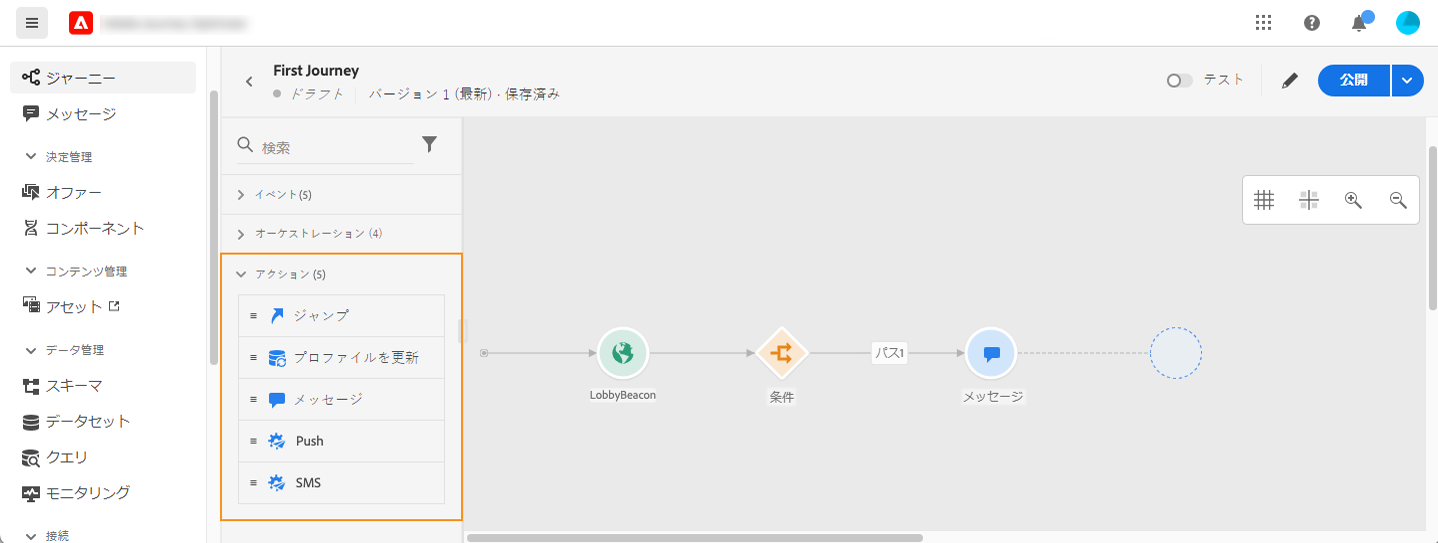 ジャーニー
メッセージ
決定管理
オファー
コンポーネント
コンテンツ管理
アセット
データ管理
スキーマ
データセット
クエリ
モニタリング
接続
First Journey
ドラフト
バージョン 1 (最新)・保存済み
テスト
公開
検索
イベント(5)
オーケストレーション (4)
アクション (5)
ジャンプ
プロファイルを更新
メッセージ
Push
SMS
LobbyBeacon
条件
パス1
メッセージ